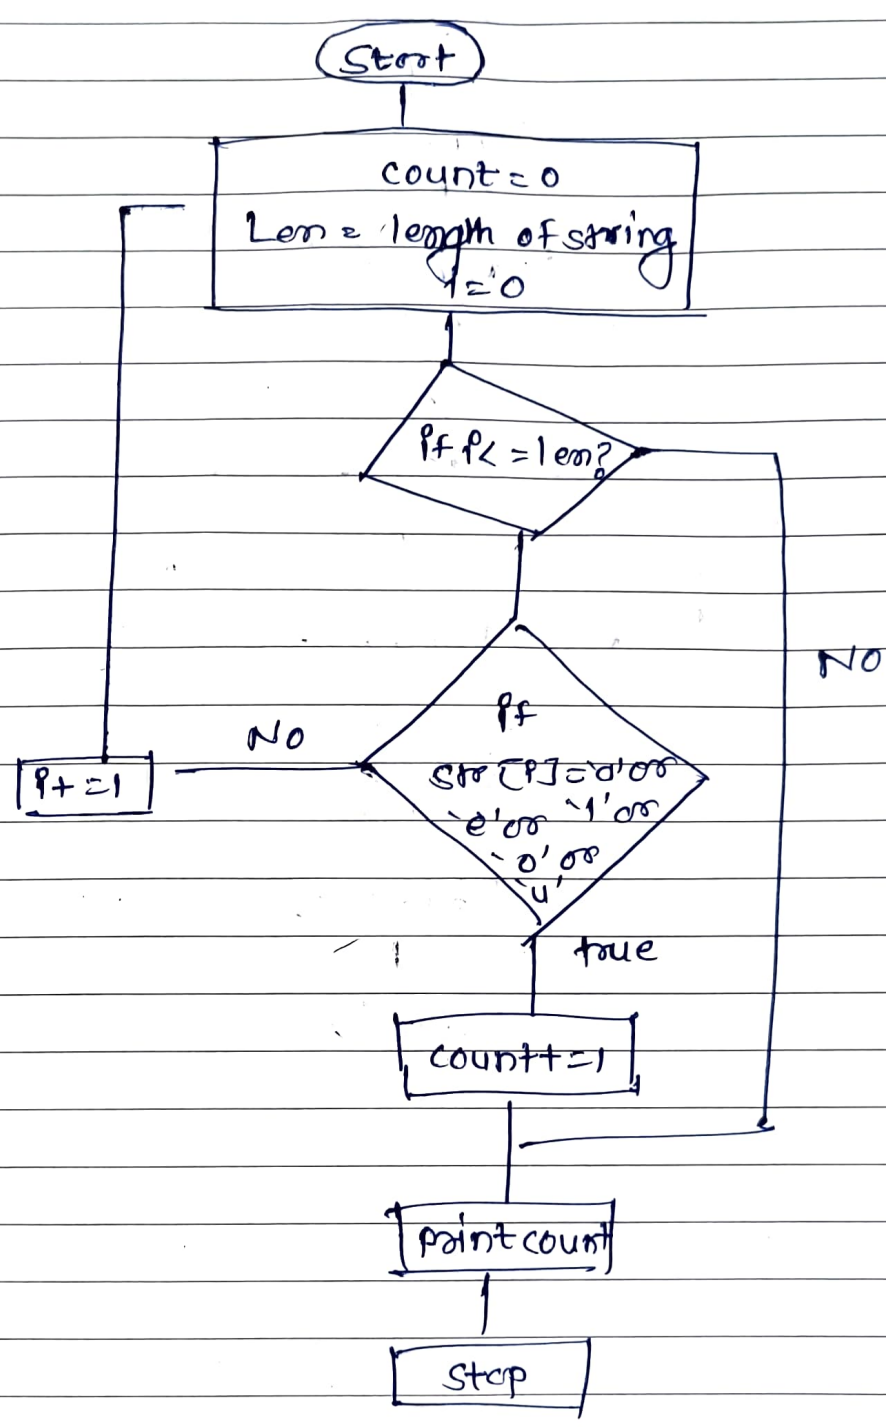 Start
count = 0
Len = length of string
i = 0
if i< = len?
NO
if
NO
str [i] = 'a' or
i+ = 1
'e' or 'i' or
'o' or
'u'
true
count+ = 1
print count
Stop